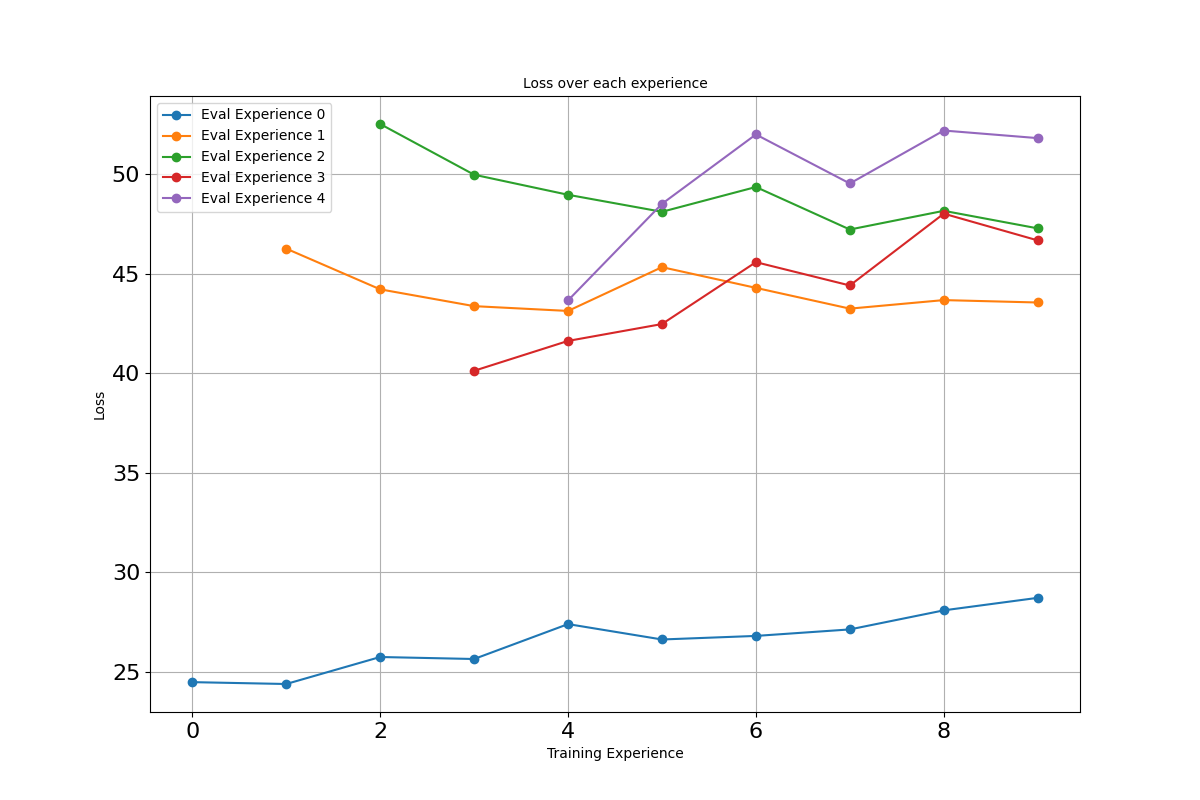 Loss over each experience
Eval Experience 0
Eval Experience 1
Eval Experience 2
Eval Experience 3
Eval Experience 4
50
45
40
35
30
25
Loss
0 2 4 6 8
Training Experience